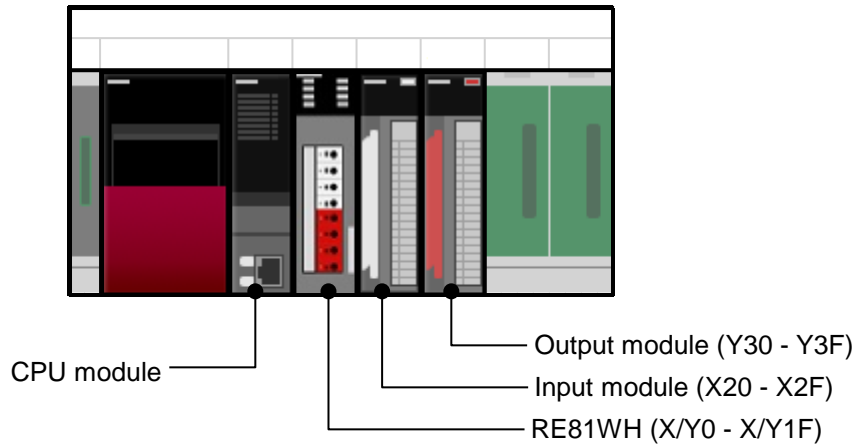 Output module (Y30 - Y3F)
CPU module
Input module (X20 - X2F)
RE81WH (X/Y0 - X/Y1F)